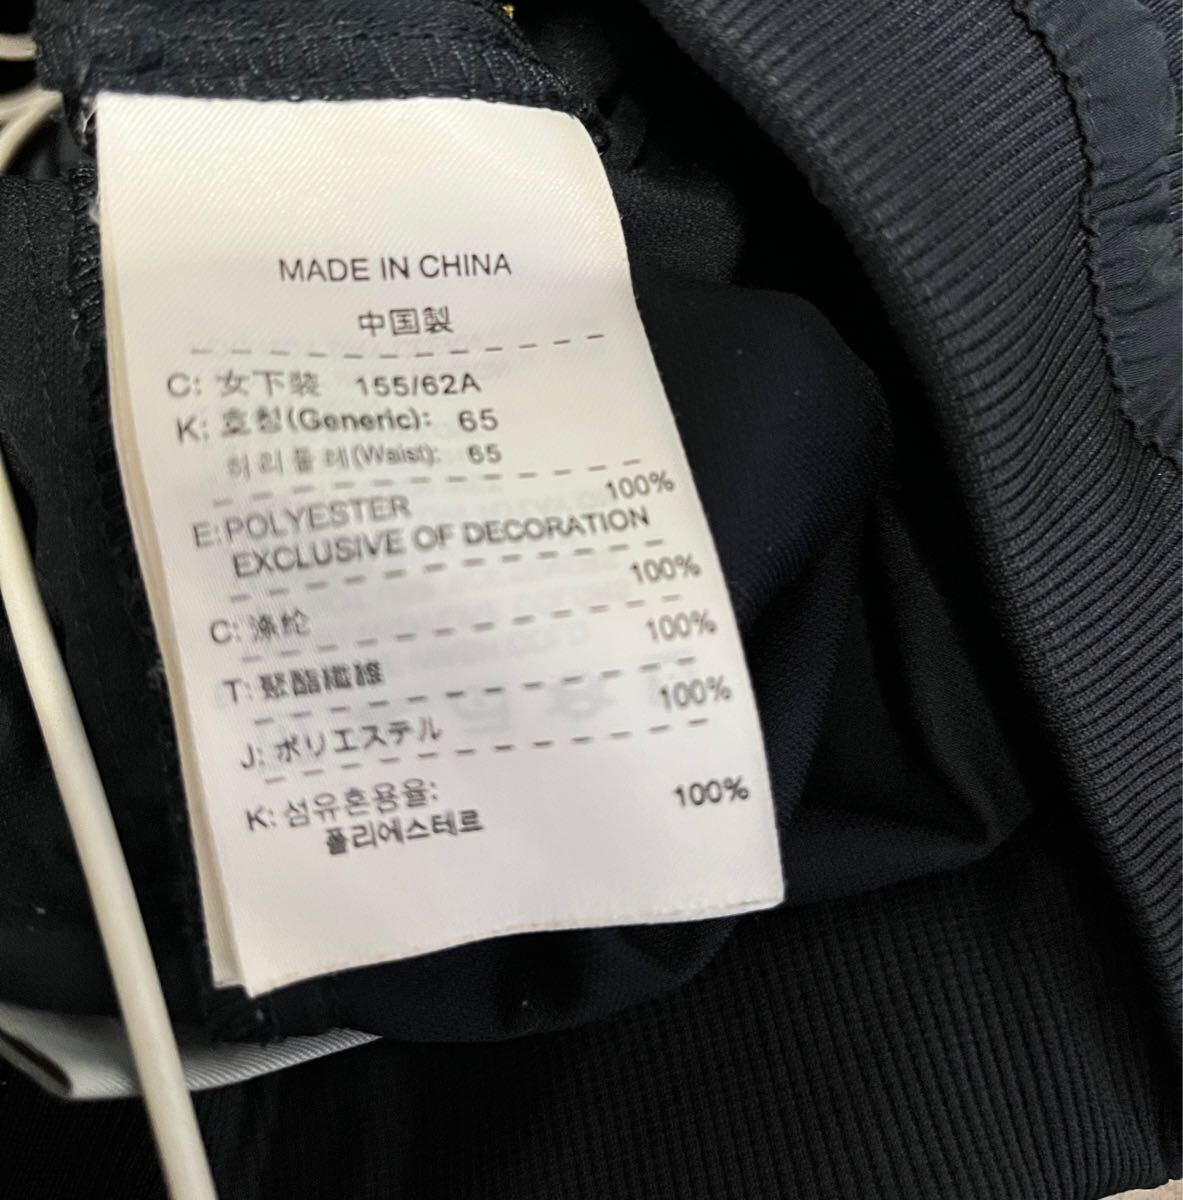 MADE IN CHINA
中国製
C: 女下装 155/62A
K: 호칭(Generic): 65
허리둘레(Waist): 65
E: POLYESTER 100%
EXCLUSIVE OF DECORATION
C: 涤纶 100%
T: 聚酯纖維 100%
J: ポリエステル 100%
K: 섬유혼용율:
폴리에스테르 100%